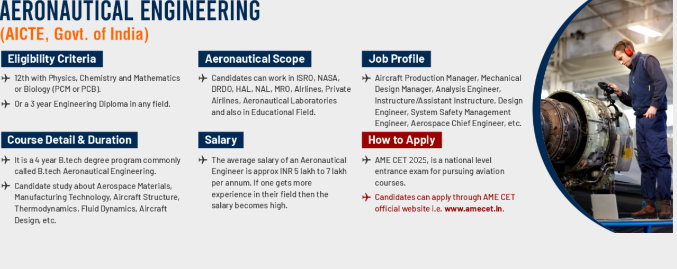 AERONAUTICAL ENGINEERING
(AICTE, Govt. of India)
Eligibility Criteria
12th with Physics, Chemistry and Mathematics
or Biology (PCM or PCB).
Or a 3 year Engineering Diploma in any field.
Aeronautical Scope
Candidates can work in ISRO, NASA,
DRDO, HAL, NAL, MRO, Airlines, Private
Airlines, Aeronautical Laboratories
and also in Educational Field.
Job Profile
Aircraft Production Manager, Mechanical
Design Manager, Analysis Engineer,
Instructure/Assistant Instructure, Design
Engineer, System Safety Management
Engineer, Aerospace Chief Engineer, etc.
Course Detail & Duration
It is a 4 year B.tech degree program commonly
called B.tech Aeronautical Engineering.
Candidate study about Aerospace Materials,
Manufacturing Technology, Aircraft Structure,
Thermodynamics, Fluid Dynamics, Aircraft
Design, etc.
Salary
The average salary of an Aeronautical
Engineer is approx INR 5 lakh to 7 lakh
per annum. If one gets more
experience in their field then the
salary becomes high.
How to Apply
AME CET 2025, is a national level
entrance exam for pursuing aviation
courses.
Candidates can apply through AME CET
official website i.e. www.amecet.in.